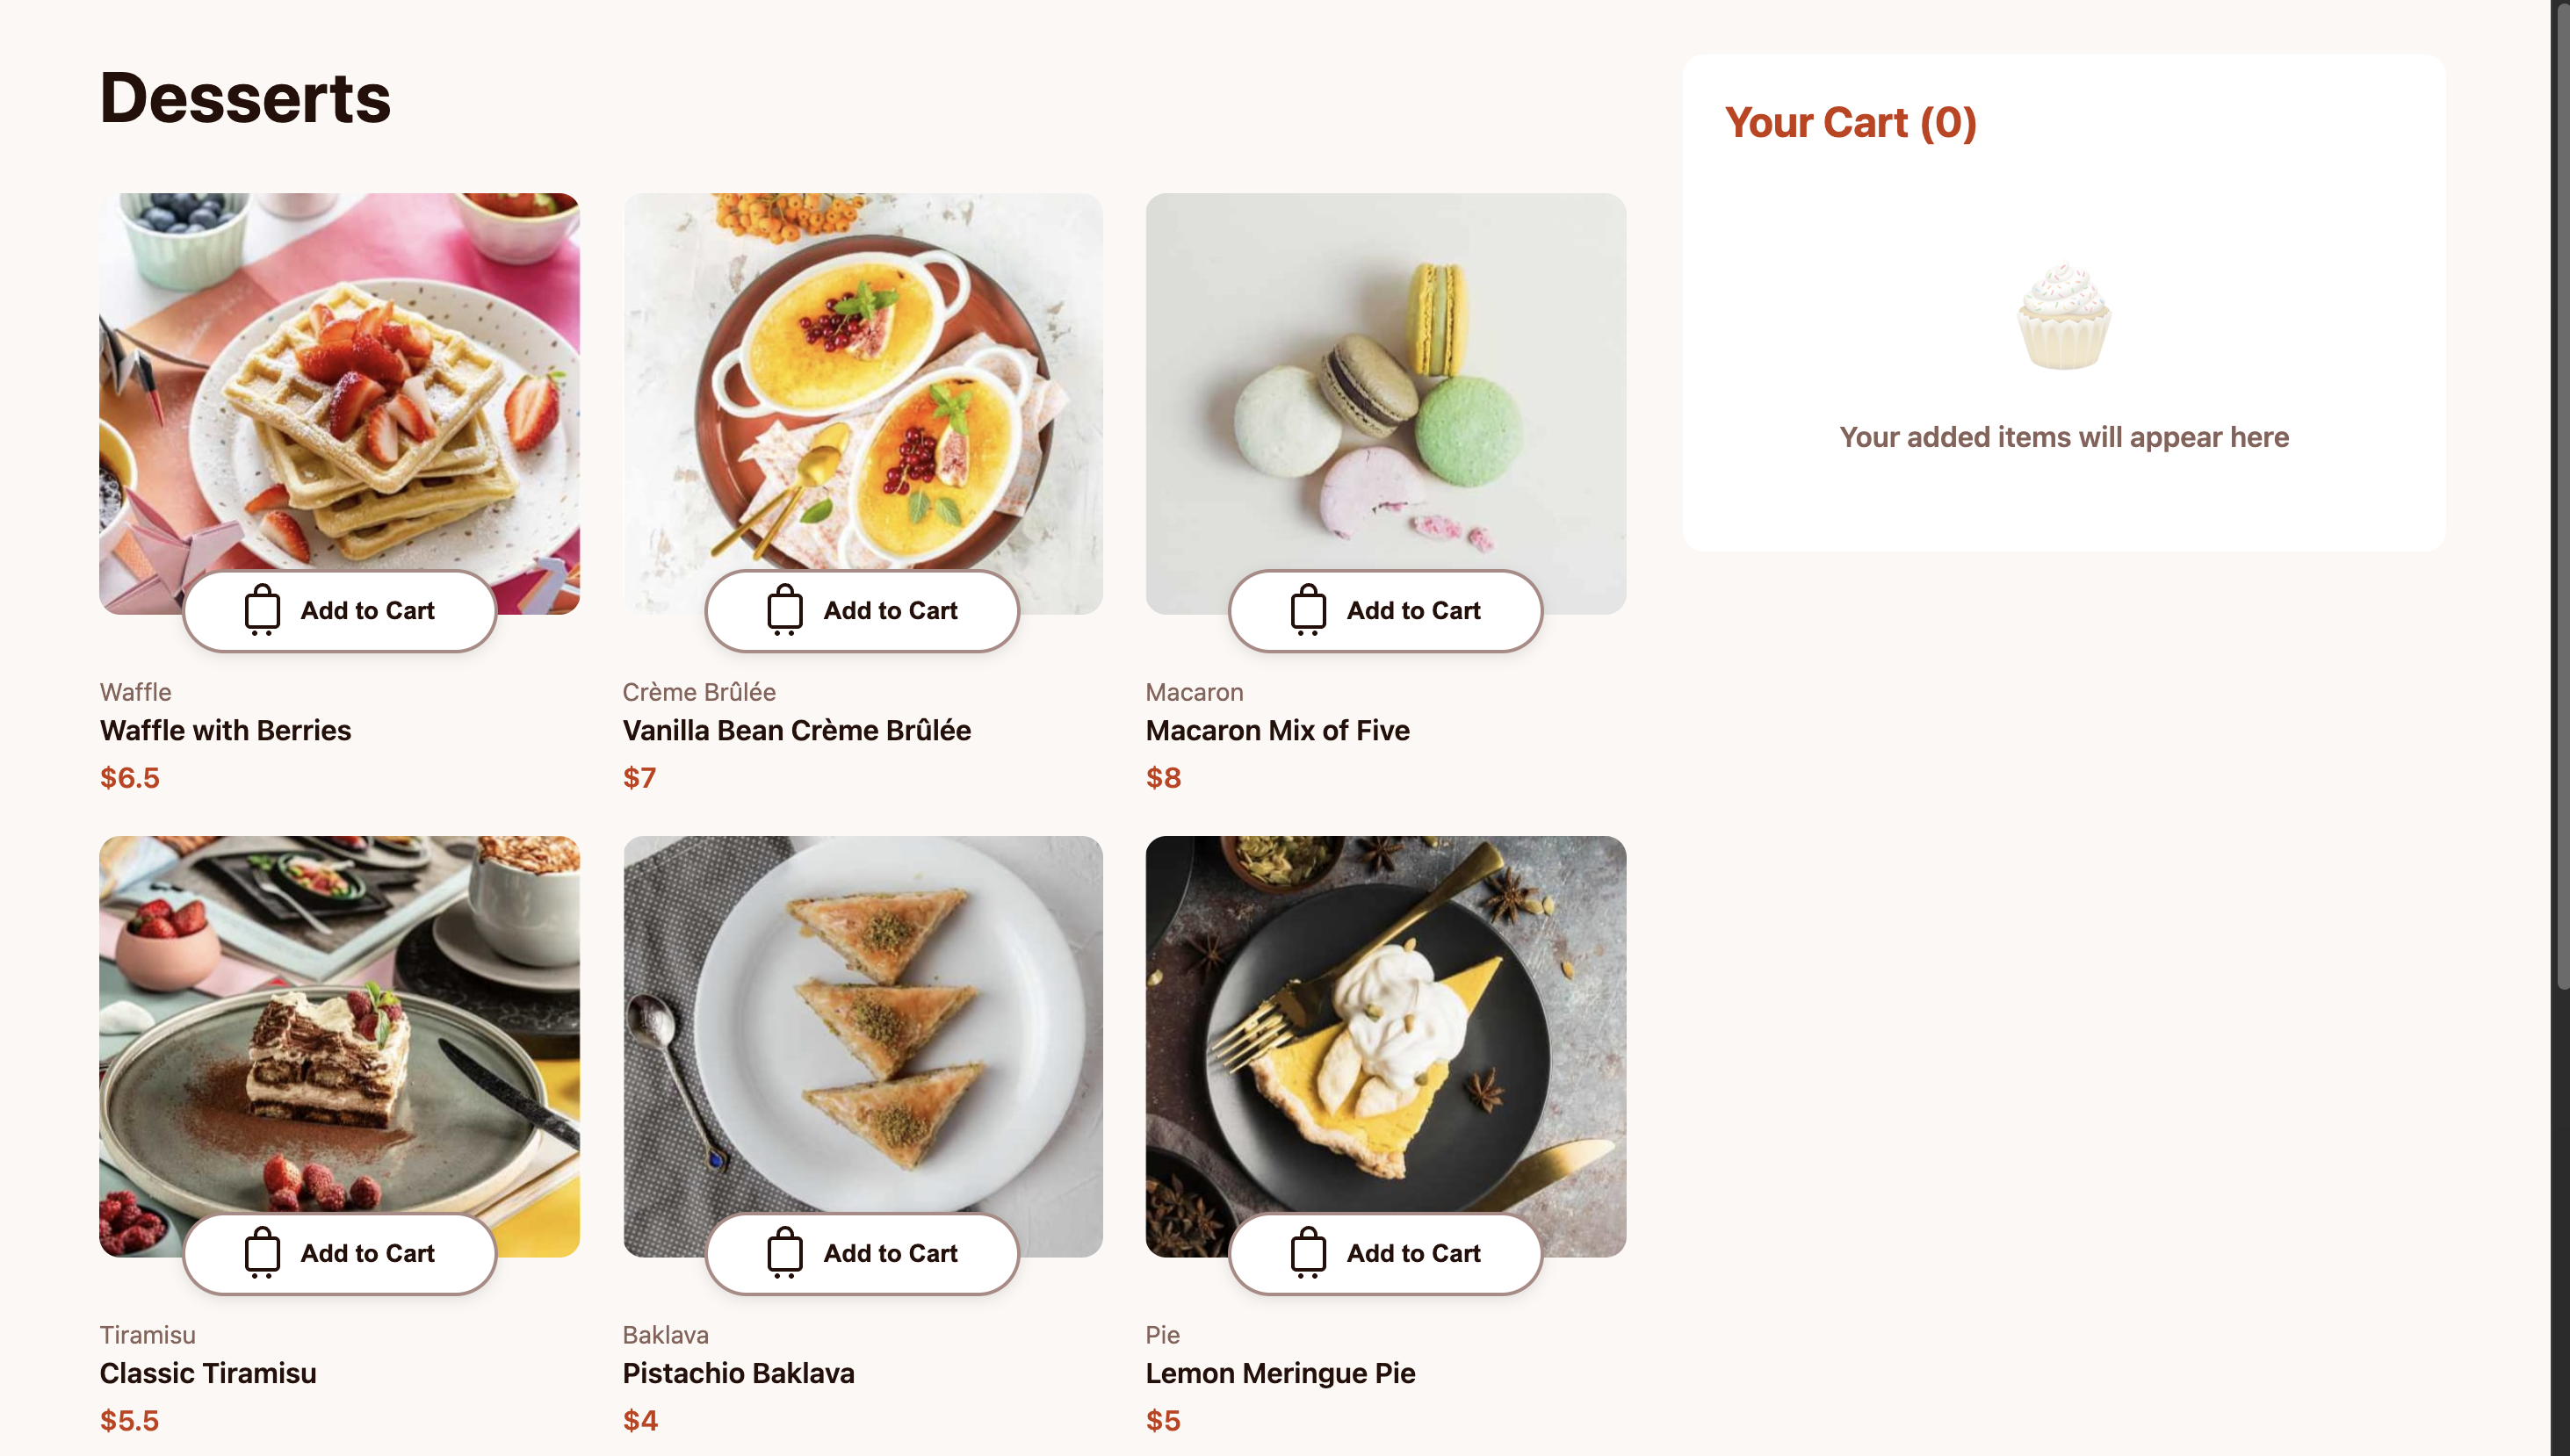 Desserts
Your Cart (0)
Your added items will appear here
Add to Cart
Add to Cart
Add to Cart
Waffle
Waffle with Berries
$6.5
Crème Brûlée
Vanilla Bean Crème Brûlée
$7
Macaron
Macaron Mix of Five
$8
Add to Cart
Add to Cart
Add to Cart
Tiramisu
Classic Tiramisu
$5.5
Baklava
Pistachio Baklava
$4
Pie
Lemon Meringue Pie
$5